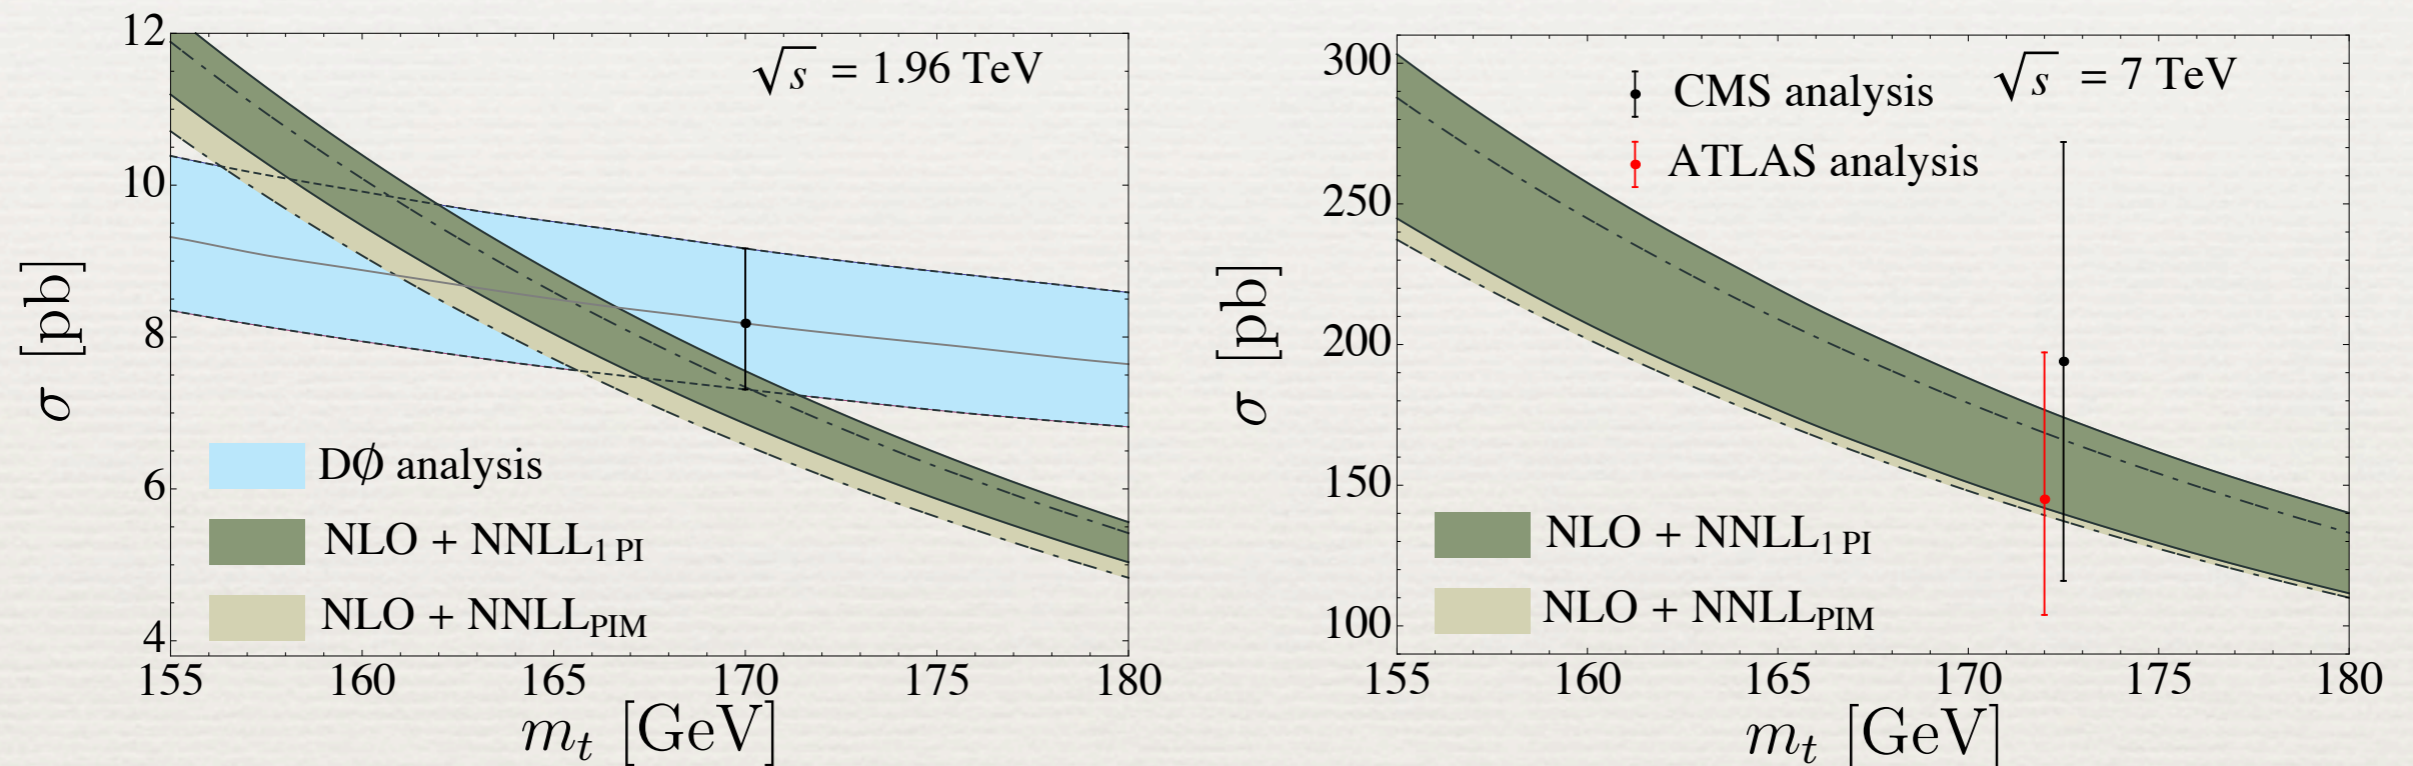 12
10
8
6
4
σ [pb]
√s = 1.96 TeV
DØ analysis
NLO + NNLL1 PI
NLO + NNLLPIM
155 160 165 170 175 180
mt [GeV]
300
250
200
150
100
σ [pb]
CMS analysis
√s = 7 TeV
ATLAS analysis
NLO + NNLL1 PI
NLO + NNLLPIM
155 160 165 170 175 180
mt [GeV]